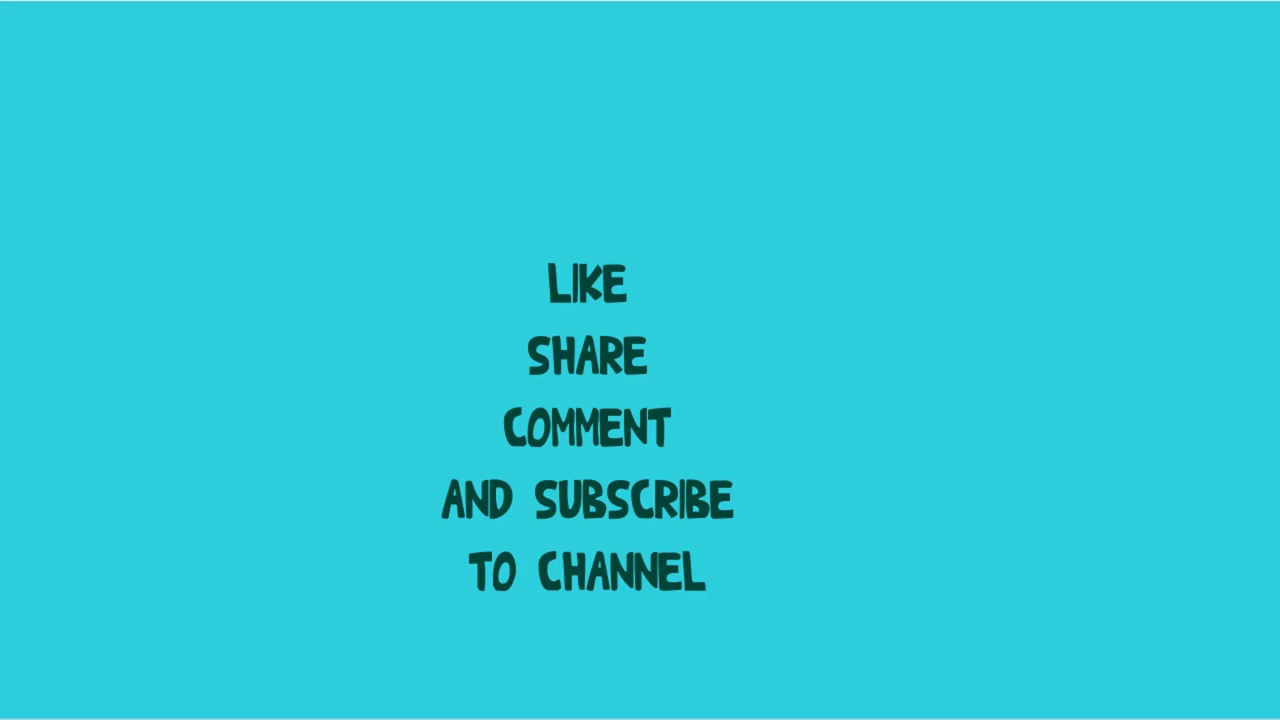 LIKE
SHARE
COMMENT
AND SUBSCRIBE
TO CHANNEL